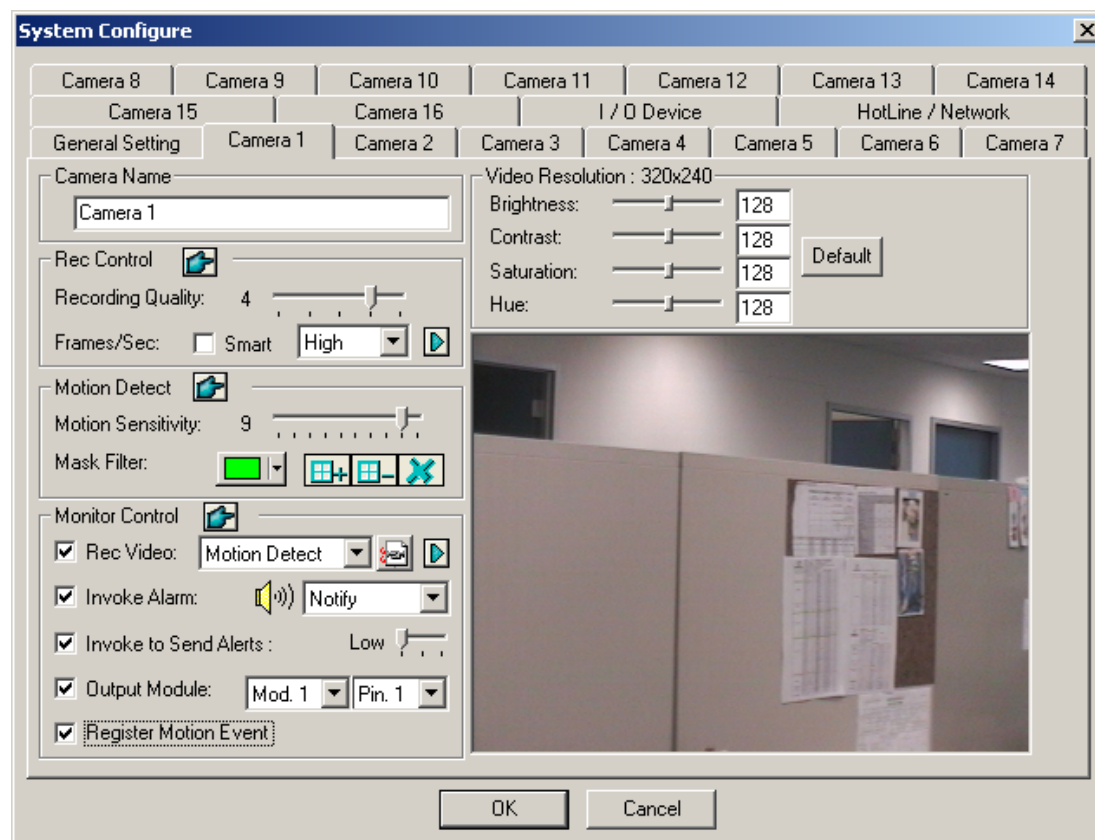 System Configure
Camera 8 Camera 9 Camera 10 Camera 11 Camera 12 Camera 13 Camera 14
Camera 15 Camera 16 I / O Device HotLine / Network
General Setting Camera 1 Camera 2 Camera 3 Camera 4 Camera 5 Camera 6 Camera 7
Camera Name
Camera 1
Rec Control
Recording Quality: 4
Frames/Sec: Smart High
Motion Detect
Motion Sensitivity: 9
Mask Filter:
Monitor Control
Rec Video: Motion Detect
Invoke Alarm: Notify
Invoke to Send Alerts : Low
Output Module: Mod. 1 Pin. 1
Register Motion Event
Video Resolution : 320x240
Brightness: 128
Contrast: 128
Saturation: 128
Hue: 128
Default
OK Cancel